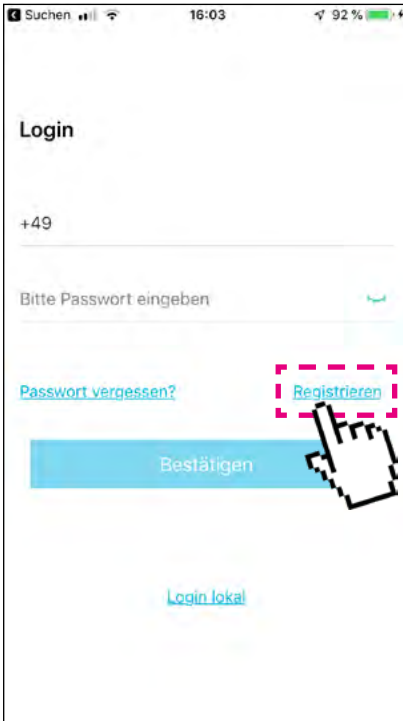 Suchen 16:03 92 %
Login
+49
Bitte Passwort eingeben
Passwort vergessen? Registrieren
Bestätigen
Login lokal